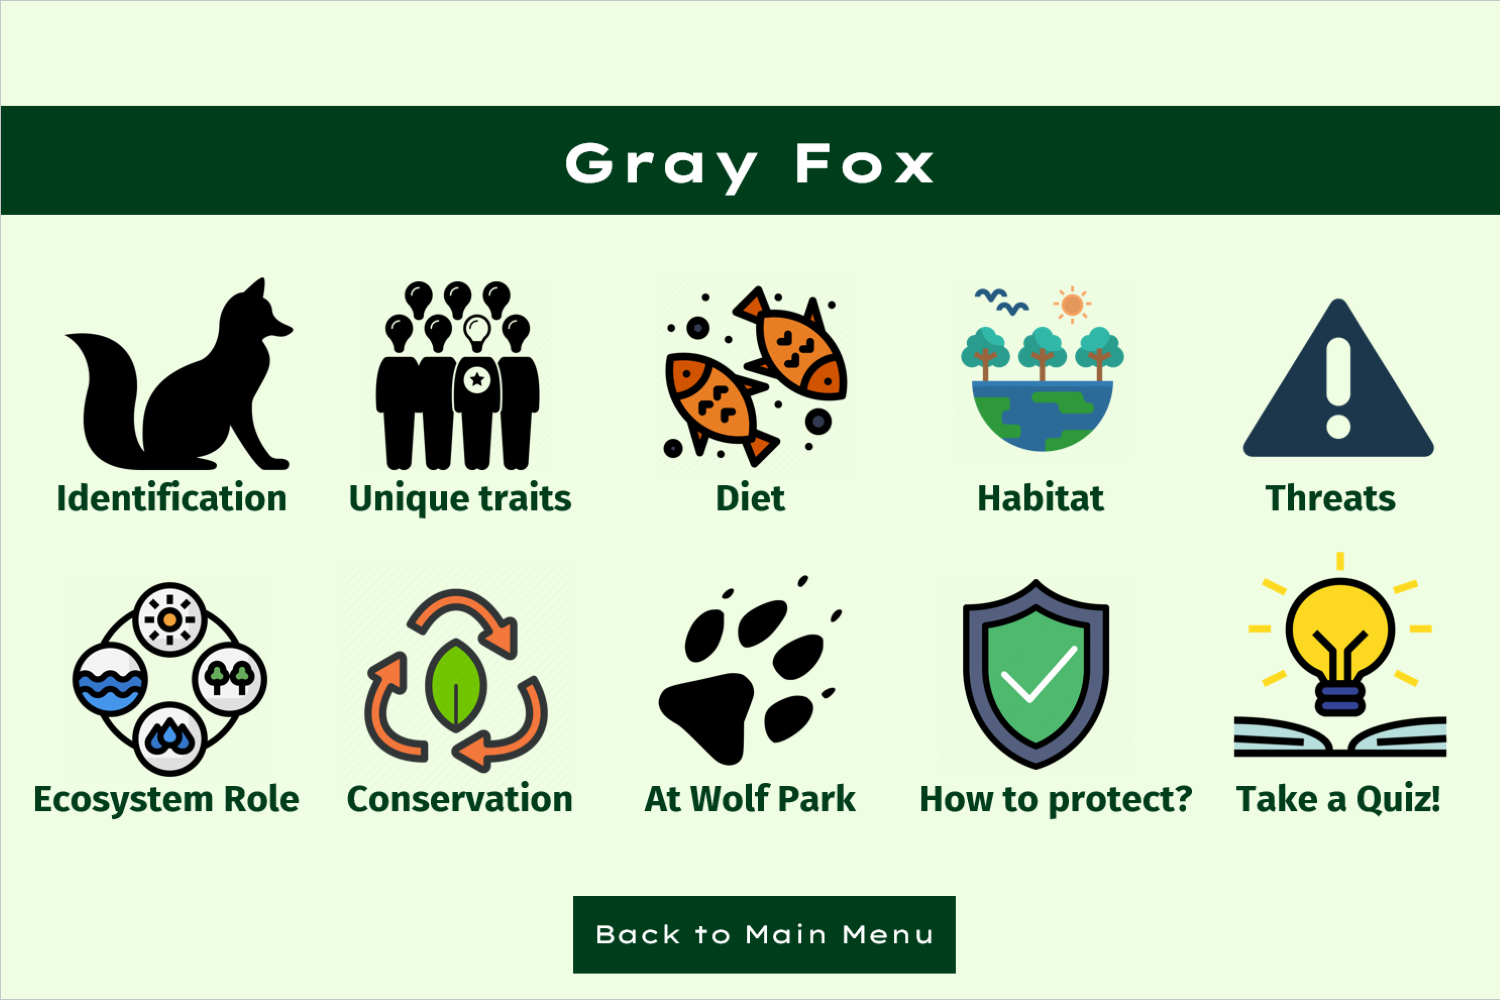 Gray Fox
Identification
Unique traits
Diet
Habitat
Threats
Ecosystem Role
Conservation
At Wolf Park
How to protect?
Take a Quiz!
Back to Main Menu